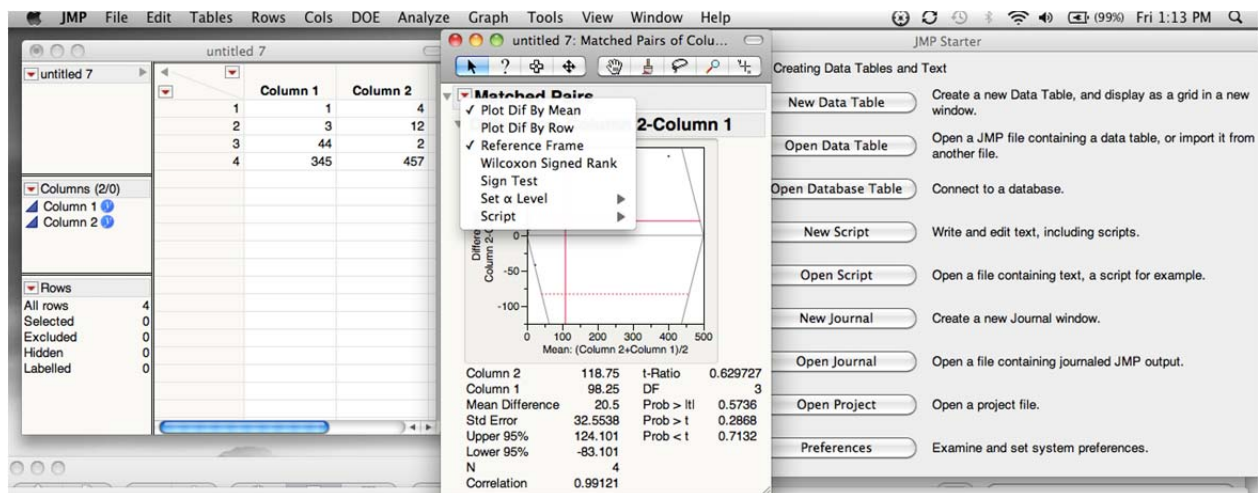 JMP File Edit Tables Rows Cols DOE Analyze Graph Tools View Window Help (99%) Fri 1:13 PM
untitled 7
untitled 7
Column 1 Column 2
1 1 4
2 3 12
3 44 2
4 345 457
Columns (2/0)
Column 1
Column 2
Rows
All rows 4
Selected 0
Excluded 0
Hidden 0
Labelled 0
untitled 7: Matched Pairs of Colu...
Matched Pairs
2-Column 1
✓ Plot Dif By Mean
Plot Dif By Row
✓ Reference Frame
Wilcoxon Signed Rank
Sign Test
Set α Level
Script
0
-50
-100
0 100 200 300 400 500
Mean: (Column 2+Column 1)/2
Column 2 118.75 t-Ratio 0.629727
Column 1 98.25 DF 3
Mean Difference 20.5 Prob > |t| 0.5736
Std Error 32.5538 Prob > t 0.2868
Upper 95% 124.101 Prob < t 0.7132
Lower 95% -83.101
N 4
Correlation 0.99121
JMP Starter
Creating Data Tables and Text
New Data Table Create a new Data Table, and display as a grid in a new
window.
Open Data Table Open a JMP file containing a data table, or import it from
another file.
Open Database Table Connect to a database.
New Script Write and edit text, including scripts.
Open Script Open a file containing text, a script for example.
New Journal Create a new Journal window.
Open Journal Open a file containing journaled JMP output.
Open Project Open a project file.
Preferences Examine and set system preferences.